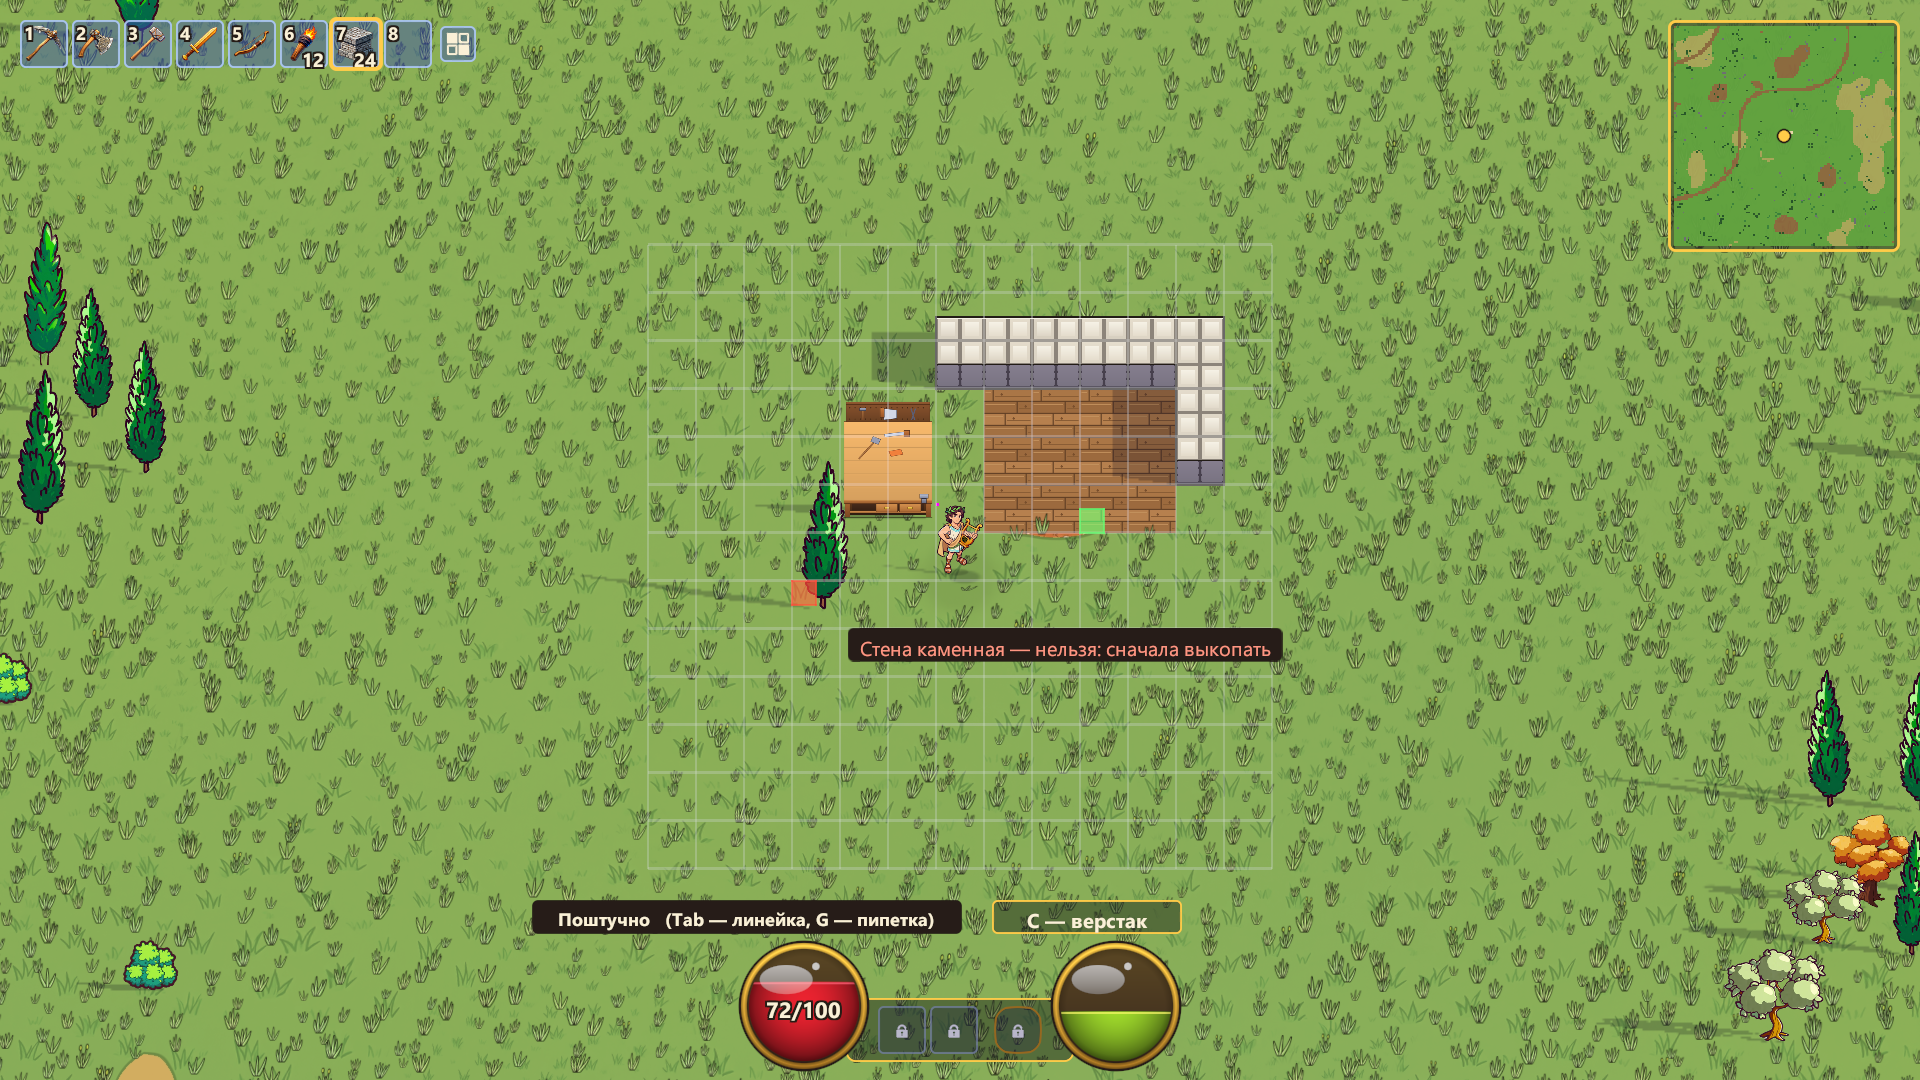 1 2 3 4 5 6 7 8
12 24
Стена каменная — нельзя: сначала выкопать
Поштучно (Tab — линейка, G — пипетка)
C — верстак
72/100